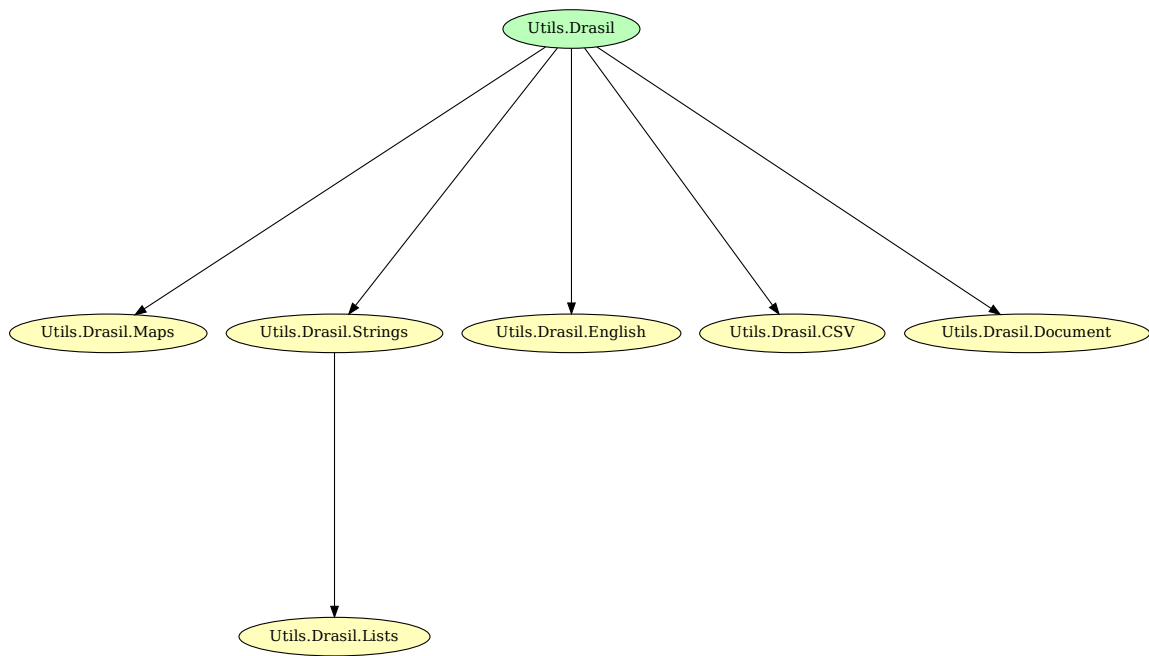 Utils.Drasil
Utils.Drasil.Maps
Utils.Drasil.Strings
Utils.Drasil.English
Utils.Drasil.CSV
Utils.Drasil.Document
Utils.Drasil.Lists